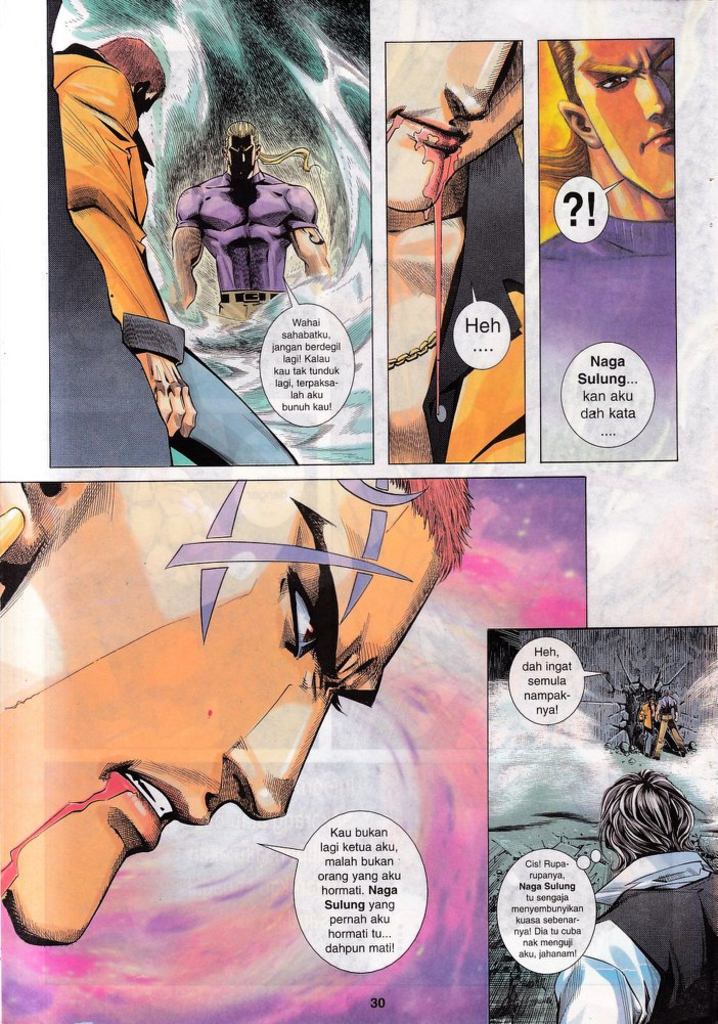 Wahai
sahabatku,
jangan berdegil
lagi! Kalau
kau tak tunduk
lagi, terpaksa-
lah aku
bunuh kau!
Heh
....
?!
Naga
Sulung...
kan aku
dah kata
....
Kau bukan
lagi ketua aku,
malah bukan
orang yang aku
hormati. Naga
Sulung yang
pernah aku
hormati tu...
dahpun mati!
Heh,
dah ingat
semula
nampak-
nya!
Cis! Rupa-
rupanya,
Naga Sulung
tu sengaja
menyembunyikan
kuasa sebenar-
nya! Dia tu cuba
nak menguji
aku, jahanam!
30